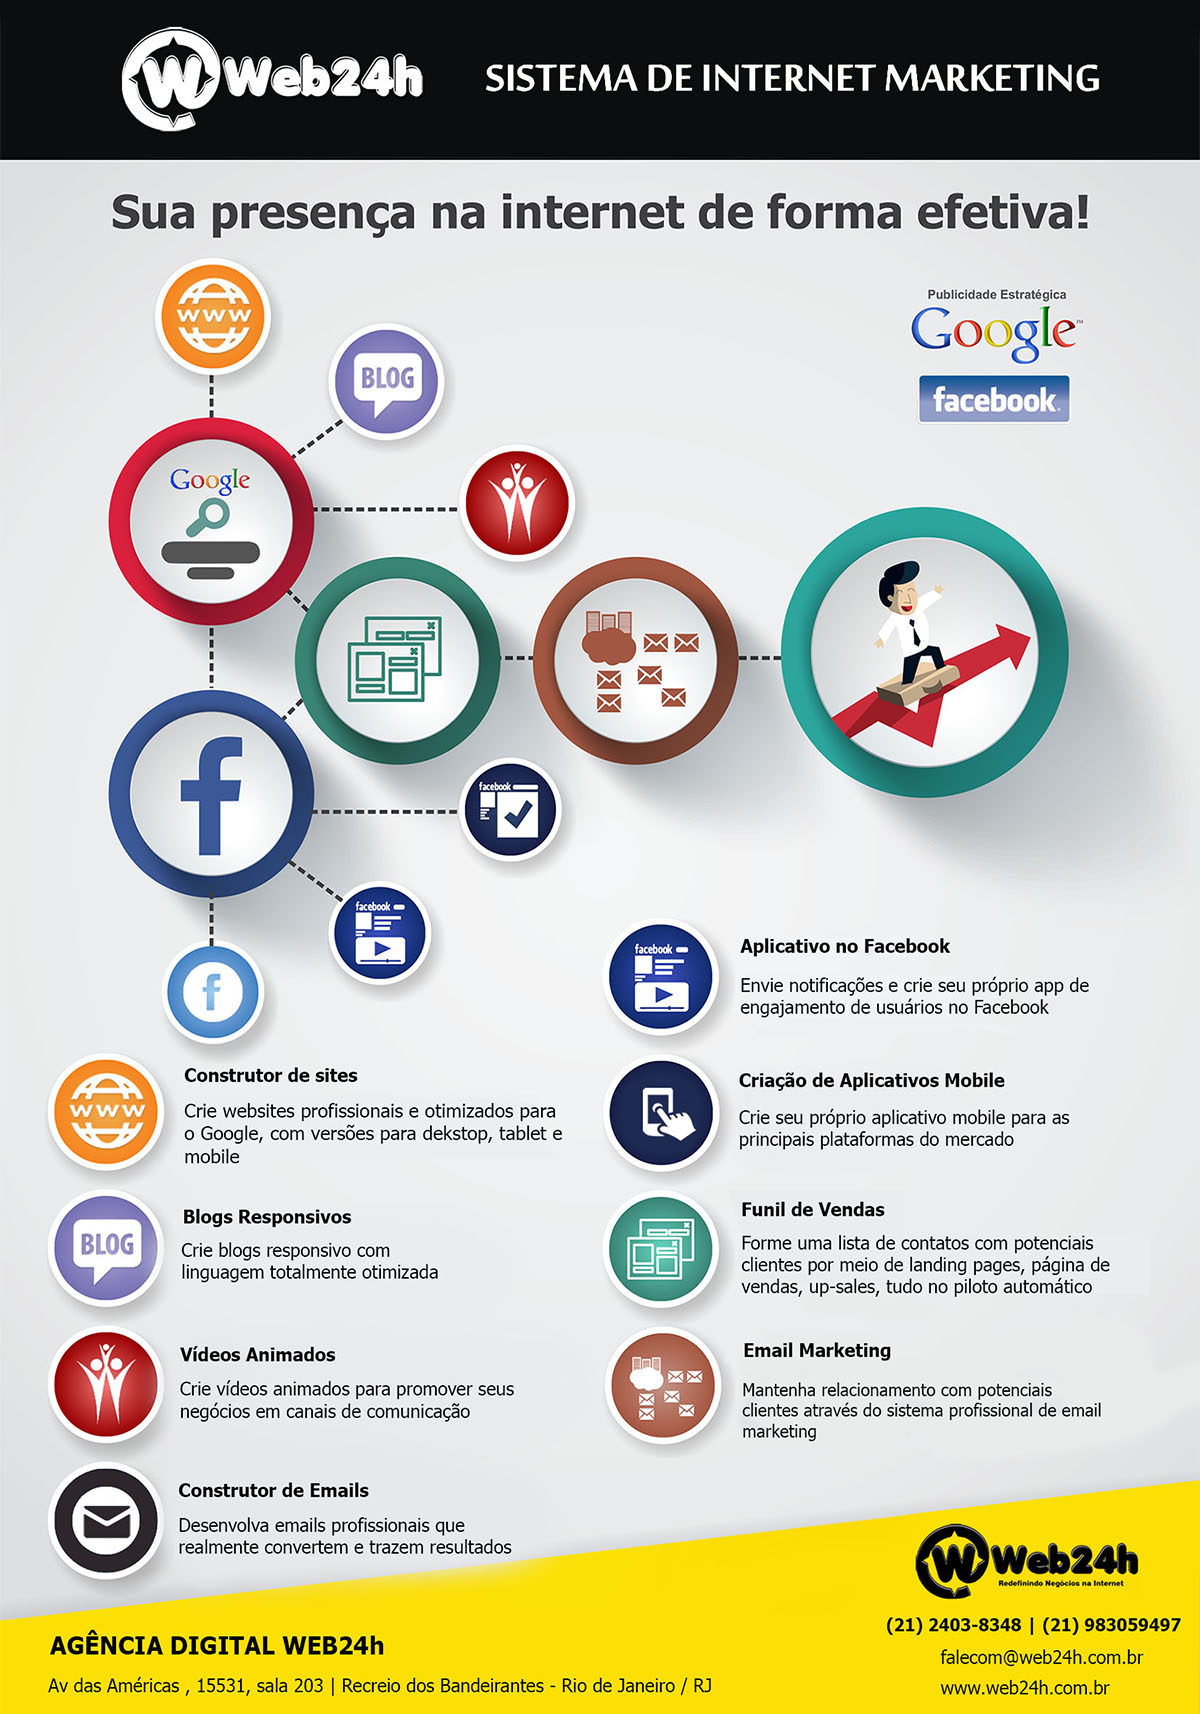 Web24h
SISTEMA DE INTERNET MARKETING
Sua presença na internet de forma efetiva!
WWW
BLOG
Publicidade Estratégica
Google™
facebook
Google
f
facebook
facebook
f
facebook
Aplicativo no Facebook
Envie notificações e crie seu próprio app de
engajamento de usuários no Facebook
WWW
Construtor de sites
Crie websites profissionais e otimizados para
o Google, com versões para dekstop, tablet e
mobile
Criação de Aplicativos Mobile
Crie seu próprio aplicativo mobile para as
principais plataformas do mercado
BLOG
Blogs Responsivos
Crie blogs responsivo com
linguagem totalmente otimizada
Funil de Vendas
Forme uma lista de contatos com potenciais
clientes por meio de landing pages, página de
vendas, up-sales, tudo no piloto automático
Vídeos Animados
Crie vídeos animados para promover seus
negócios em canais de comunicação
Email Marketing
Mantenha relacionamento com potenciais
clientes através do sistema profissional de email
marketing
Construtor de Emails
Desenvolva emails profissionais que
realmente convertem e trazem resultados
Web24h
Redefinindo Negócios na Internet
(21) 2403-8348 | (21) 983059497
falecom@web24h.com.br
www.web24h.com.br
AGÊNCIA DIGITAL WEB24h
Av das Américas , 15531, sala 203 | Recreio dos Bandeirantes - Rio de Janeiro / RJ